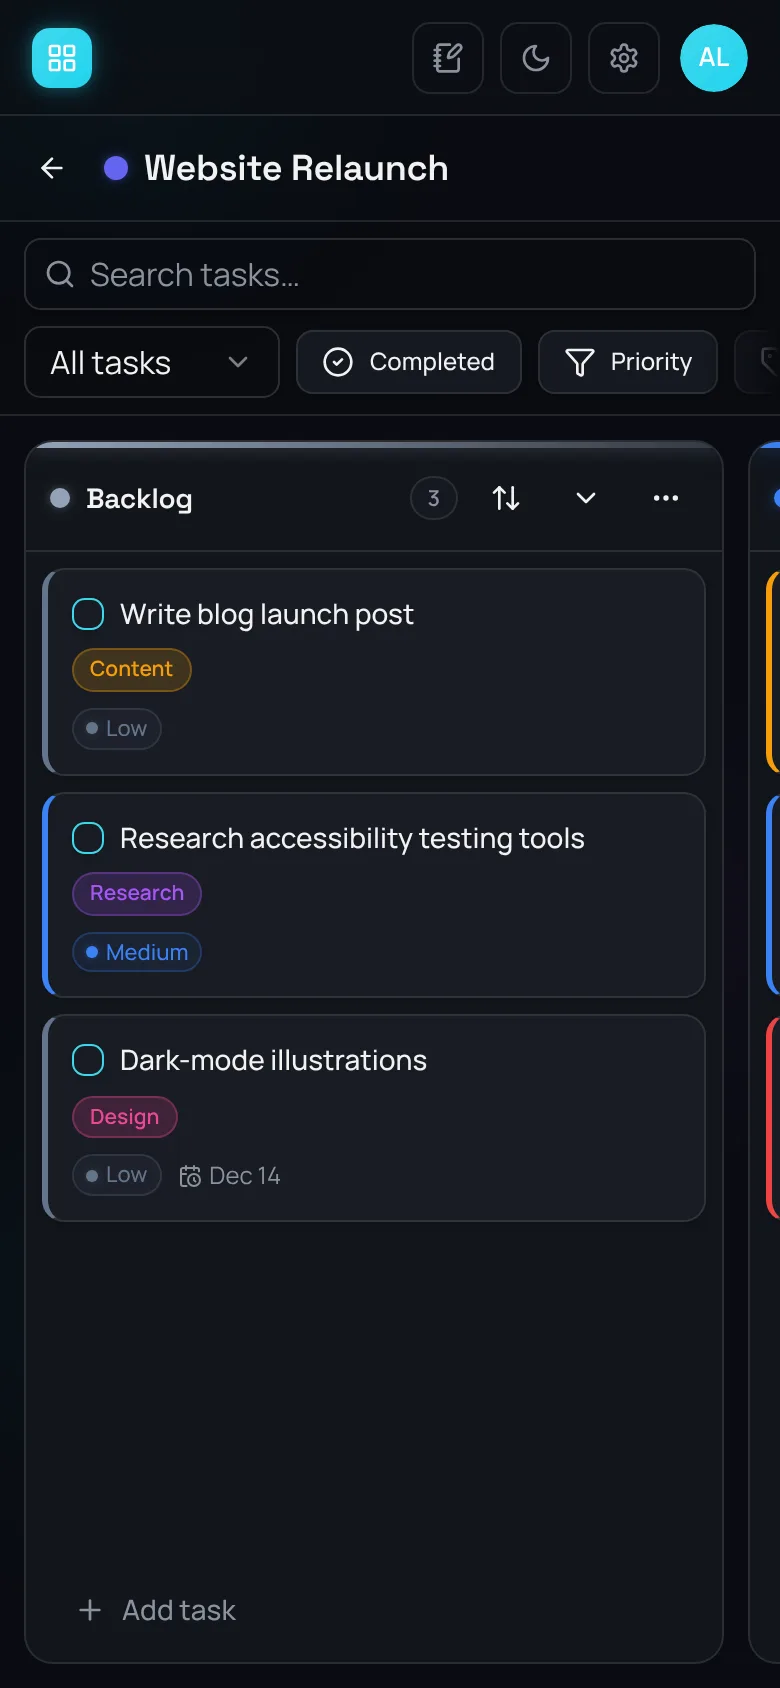 AL
Website Relaunch
Search tasks...
All tasks
Completed
Priority
Backlog
3
Write blog launch post
Content
Low
Research accessibility testing tools
Research
Medium
Dark-mode illustrations
Design
Low
Dec 14
Add task